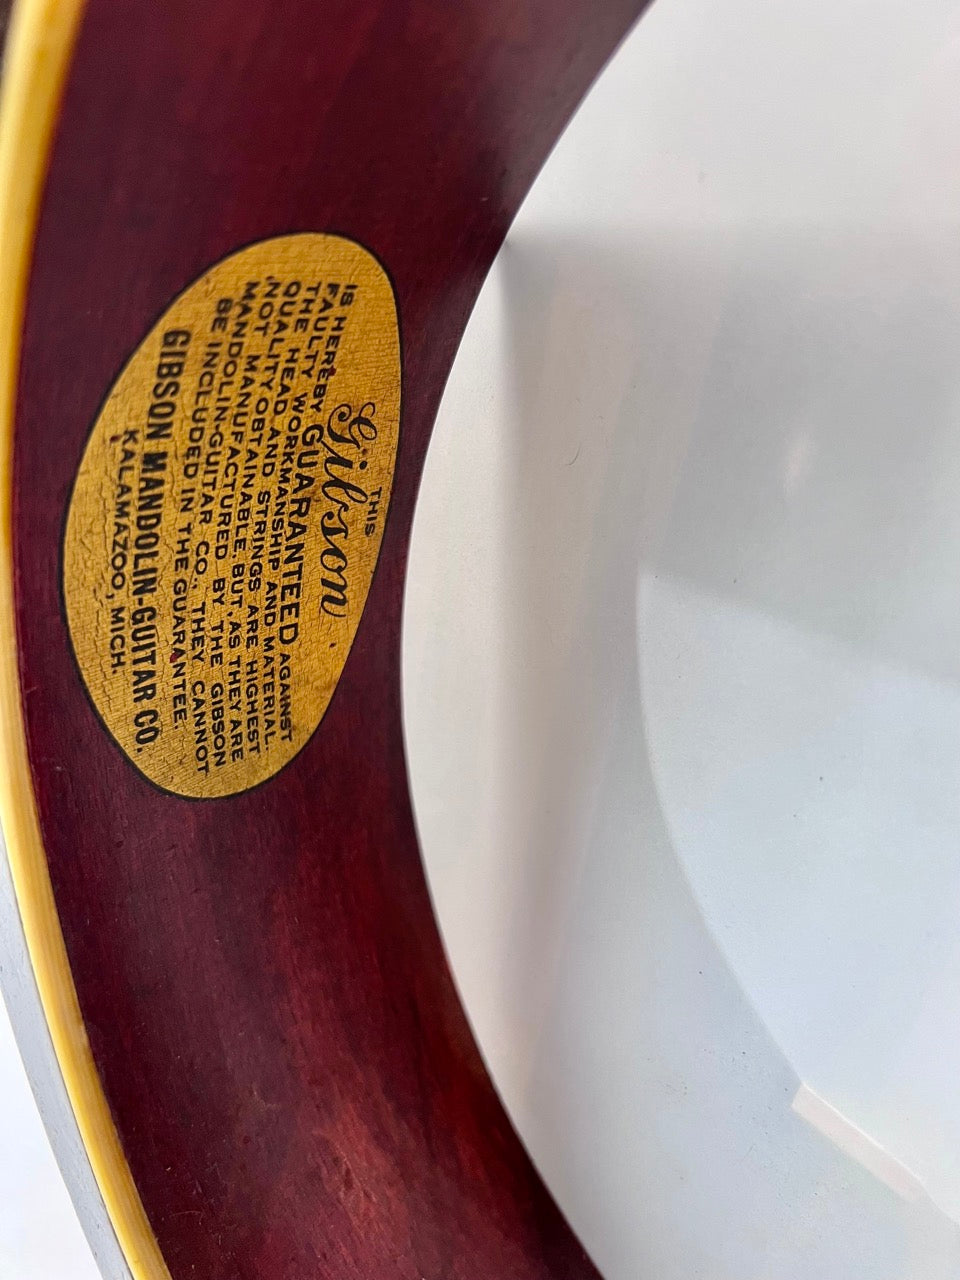 THIS
Gibson
IS HEREBY GUARANTEED AGAINST
FAULTY WORKMANSHIP AND MATERIAL.
THE HEAD AND STRINGS ARE HIGHEST
QUALITY OBTAINABLE, BUT, AS THEY ARE
NOT MANUFACTURED BY THE GIBSON
MANDOLIN-GUITAR CO., THEY CANNOT
BE INCLUDED IN THE GUARANTEE.
GIBSON MANDOLIN-GUITAR CO.
KALAMAZOO, MICH.